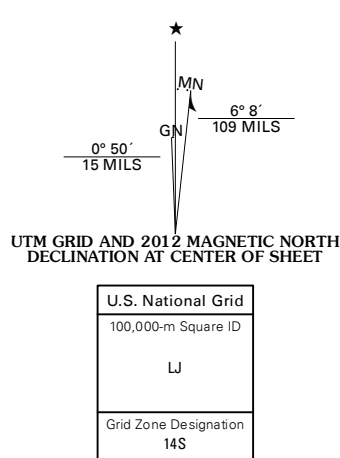 ★
MN
6° 8´
109 MILS
GN
0° 50´
15 MILS
UTM GRID AND 2012 MAGNETIC NORTH
DECLINATION AT CENTER OF SHEET
U.S. National Grid
100,000-m Square ID
LJ
Grid Zone Designation
14S